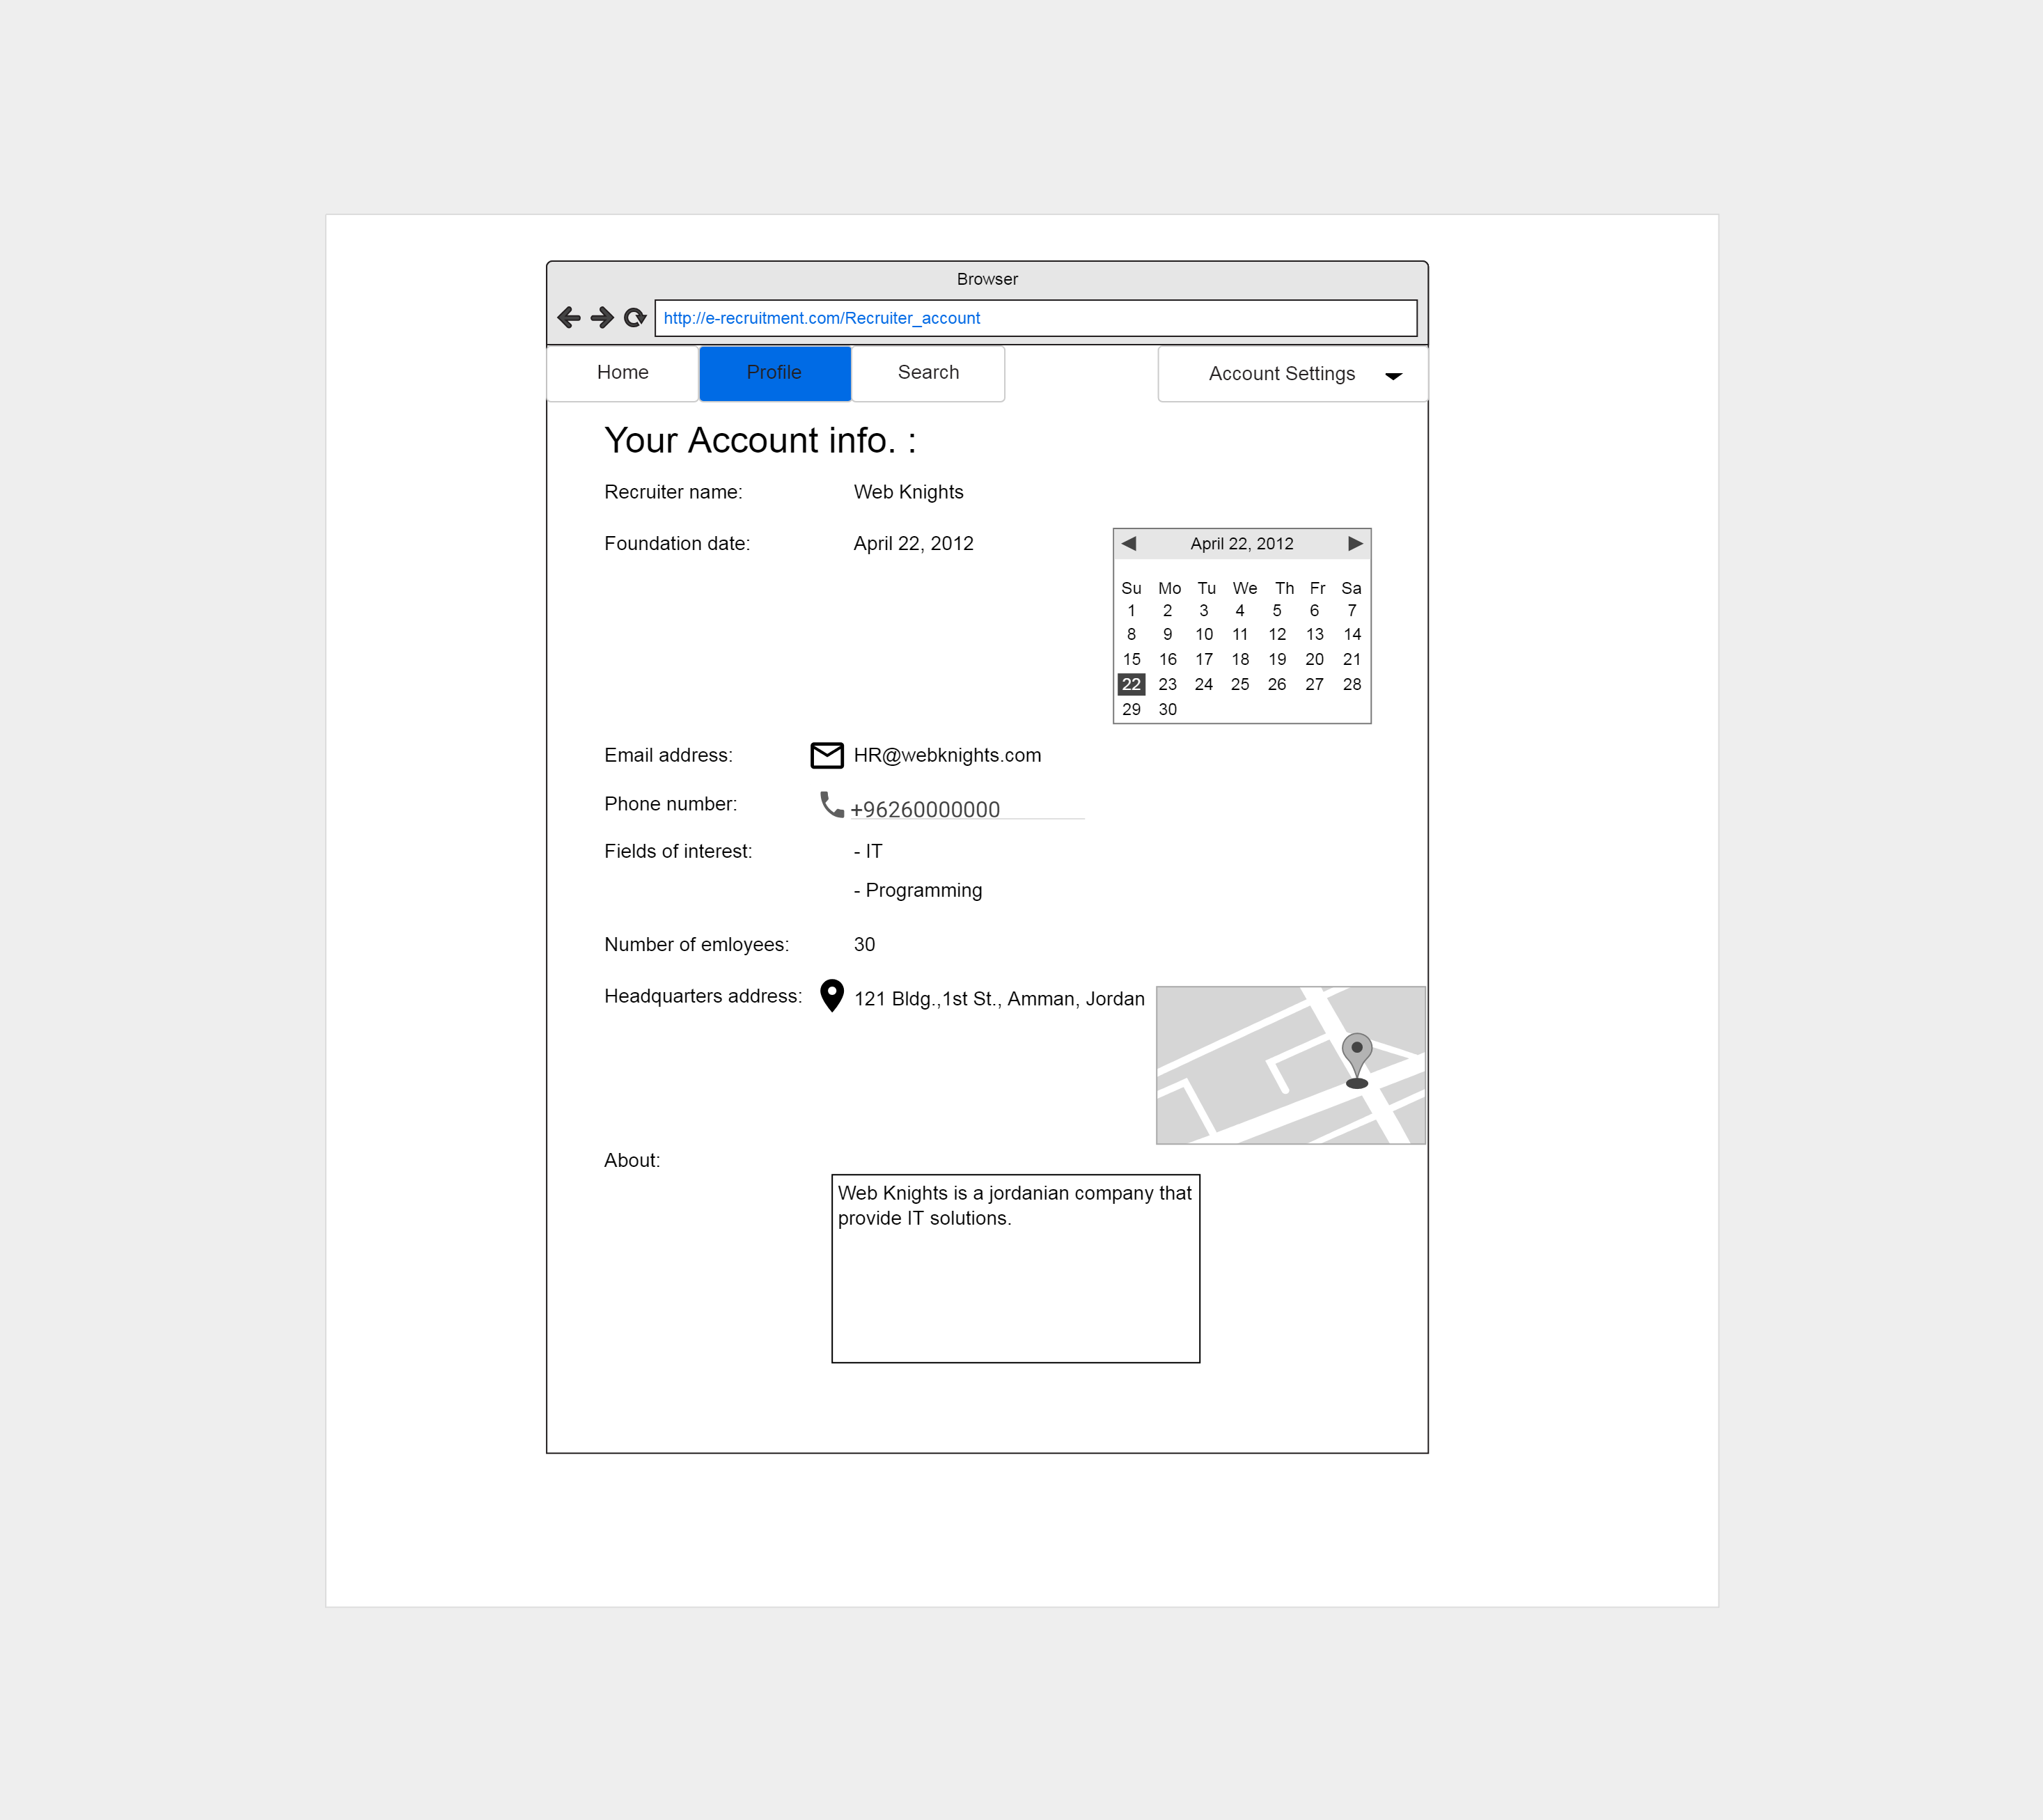 Browser
http://e-recruitment.com/Recruiter_account
Home Profile Search Account Settings
Your Account info. :
Recruiter name: Web Knights
Foundation date: April 22, 2012
April 22, 2012
Su Mo Tu We Th Fr Sa
1 2 3 4 5 6 7
8 9 10 11 12 13 14
15 16 17 18 19 20 21
22 23 24 25 26 27 28
29 30
Email address: HR@webknights.com
Phone number: +96260000000
Fields of interest: - IT
- Programming
Number of emloyees: 30
Headquarters address: 121 Bldg.,1st St., Amman, Jordan
About:
Web Knights is a jordanian company that
provide IT solutions.